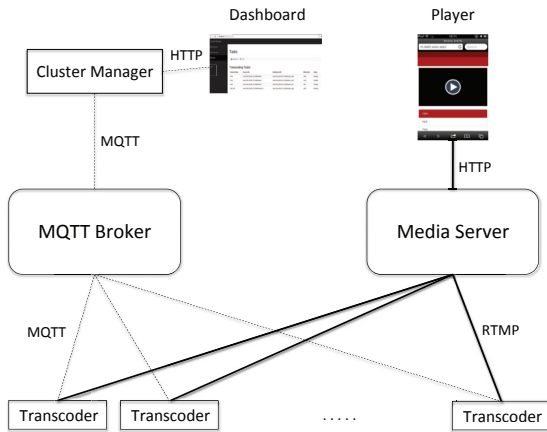 Dashboard
Player
HTTP
Cluster Manager
MQTT
HTTP
MQTT Broker
Media Server
MQTT
RTMP
Transcoder
Transcoder
. . . . .
Transcoder